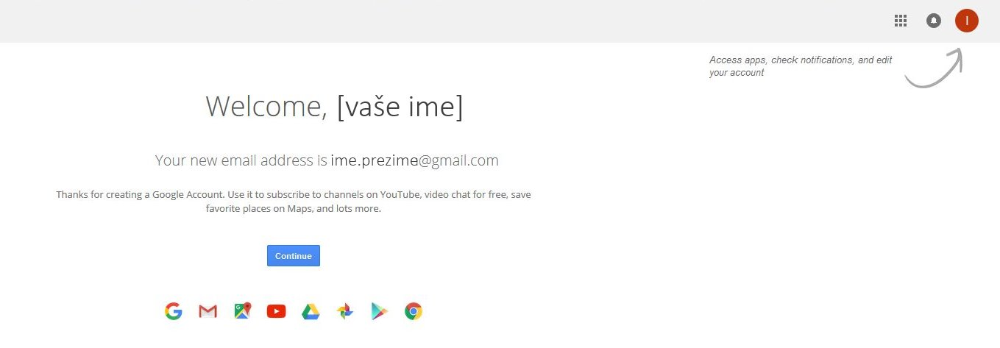 I
Access apps, check notifications, and edit
your account
Welcome, [vaše ime]
Your new email address is ime.prezime@gmail.com
Thanks for creating a Google Account. Use it to subscribe to channels on YouTube, video chat for free, save
favorite places on Maps, and lots more.
Continue